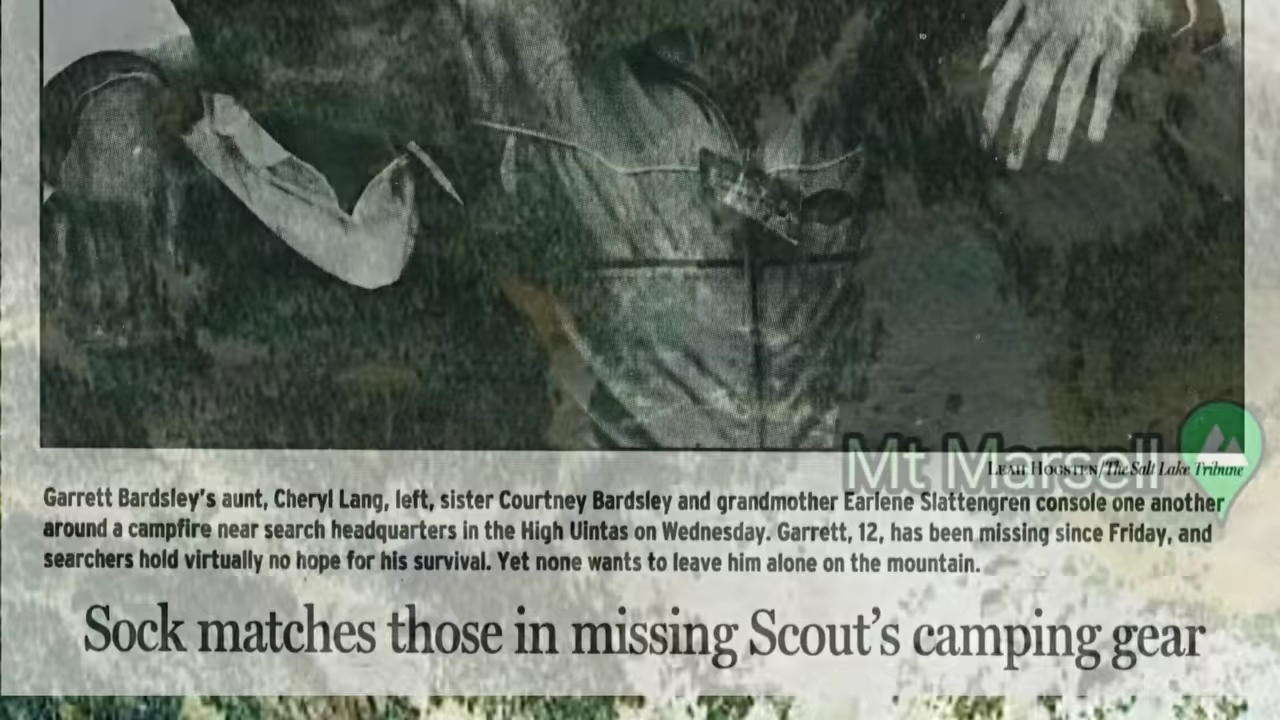 Mt Marsell
LEAH HOGSTEN/The Salt Lake Tribune
Garrett Bardsley's aunt, Cheryl Lang, left, sister Courtney Bardsley and grandmother Earlene Slattengren console one another
around a campfire near search headquarters in the High Uintas on Wednesday. Garrett, 12, has been missing since Friday, and
searchers hold virtually no hope for his survival. Yet none wants to leave him alone on the mountain.
Sock matches those in missing Scout's camping gear